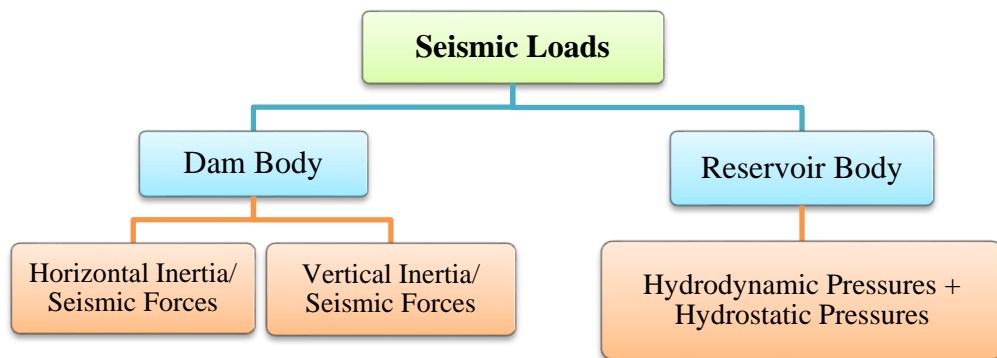 Seismic Loads
Dam Body
Reservoir Body
Horizontal Inertia/
Seismic Forces
Vertical Inertia/
Seismic Forces
Hydrodynamic Pressures +
Hydrostatic Pressures